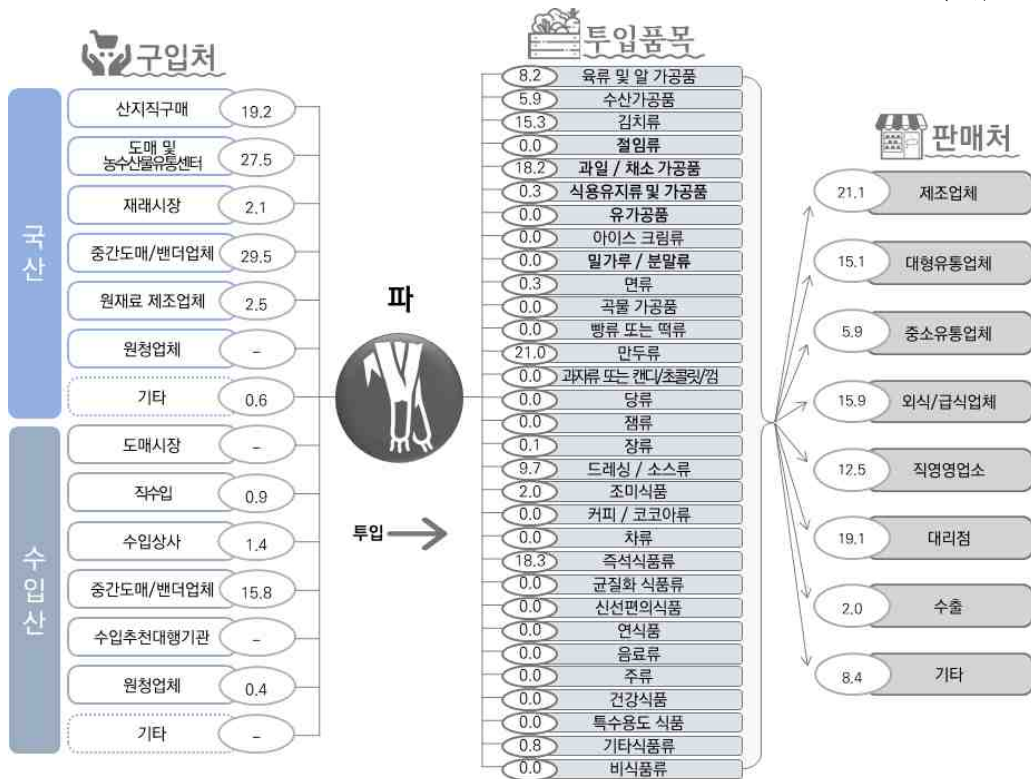 구입처
국산
산지직구매 19.2
도매 및
농수산물유통센터 27.5
재래시장 2.1
중간도매/밴더업체 29.5
원재료 제조업체 2.5
원청업체 -
기타 0.6
수입산
도매시장 -
직수입 0.9
수입상사 1.4
중간도매/밴더업체 15.8
수입추천대행기관 -
원청업체 0.4
기타 -
파
투입
투입품목
8.2 육류 및 알 가공품
5.9 수산가공품
15.3 김치류
0.0 절임류
18.2 과일 / 채소 가공품
0.3 식용유지류 및 가공품
0.0 유가공품
0.0 아이스 크림류
0.0 밀가루 / 분말류
0.3 면류
0.0 곡물 가공품
0.0 빵류 또는 떡류
21.0 만두류
0.0 과자류 또는 캔디/초콜릿/껌
0.0 당류
0.0 잼류
0.1 장류
9.7 드레싱 / 소스류
2.0 조미식품
0.0 커피 / 코코아류
0.0 차류
18.3 즉석식품류
0.0 균질화 식품류
0.0 신선편의식품
0.0 연식품
0.0 음료류
0.0 주류
0.0 건강식품
0.0 특수용도 식품
0.8 기타식품류
0.0 비식품류
판매처
21.1 제조업체
15.1 대형유통업체
5.9 중소유통업체
15.9 외식/급식업체
12.5 직영영업소
19.1 대리점
2.0 수출
8.4 기타